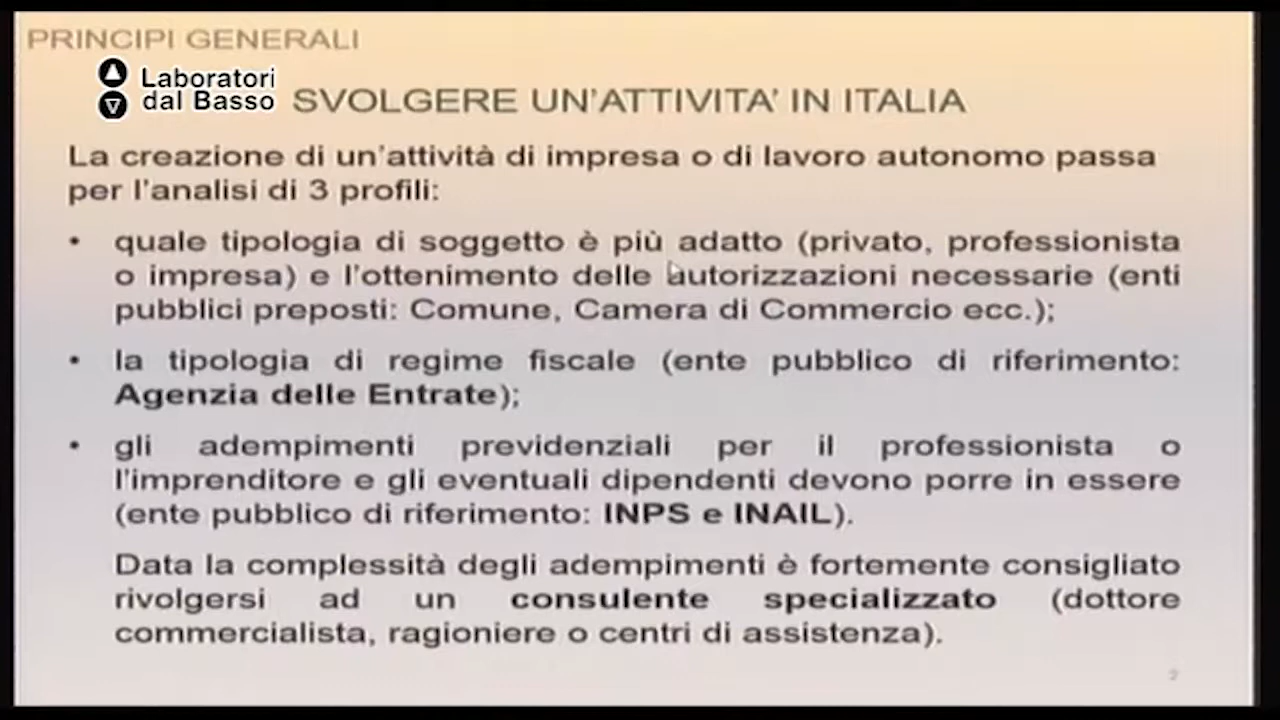 PRINCIPI GENERALI
Laboratori
dal Basso
SVOLGERE UN'ATTIVITA' IN ITALIA
La creazione di un'attività di impresa o di lavoro autonomo passa
per l'analisi di 3 profili:
• quale tipologia di soggetto è più adatto (privato, professionista
o impresa) e l'ottenimento delle autorizzazioni necessarie (enti
pubblici preposti: Comune, Camera di Commercio ecc.);
• la tipologia di regime fiscale (ente pubblico di riferimento:
Agenzia delle Entrate);
• gli adempimenti previdenziali per il professionista o
l'imprenditore e gli eventuali dipendenti devono porre in essere
(ente pubblico di riferimento: INPS e INAIL).
Data la complessità degli adempimenti è fortemente consigliato
rivolgersi ad un consulente specializzato (dottore
commercialista, ragioniere o centri di assistenza).
2